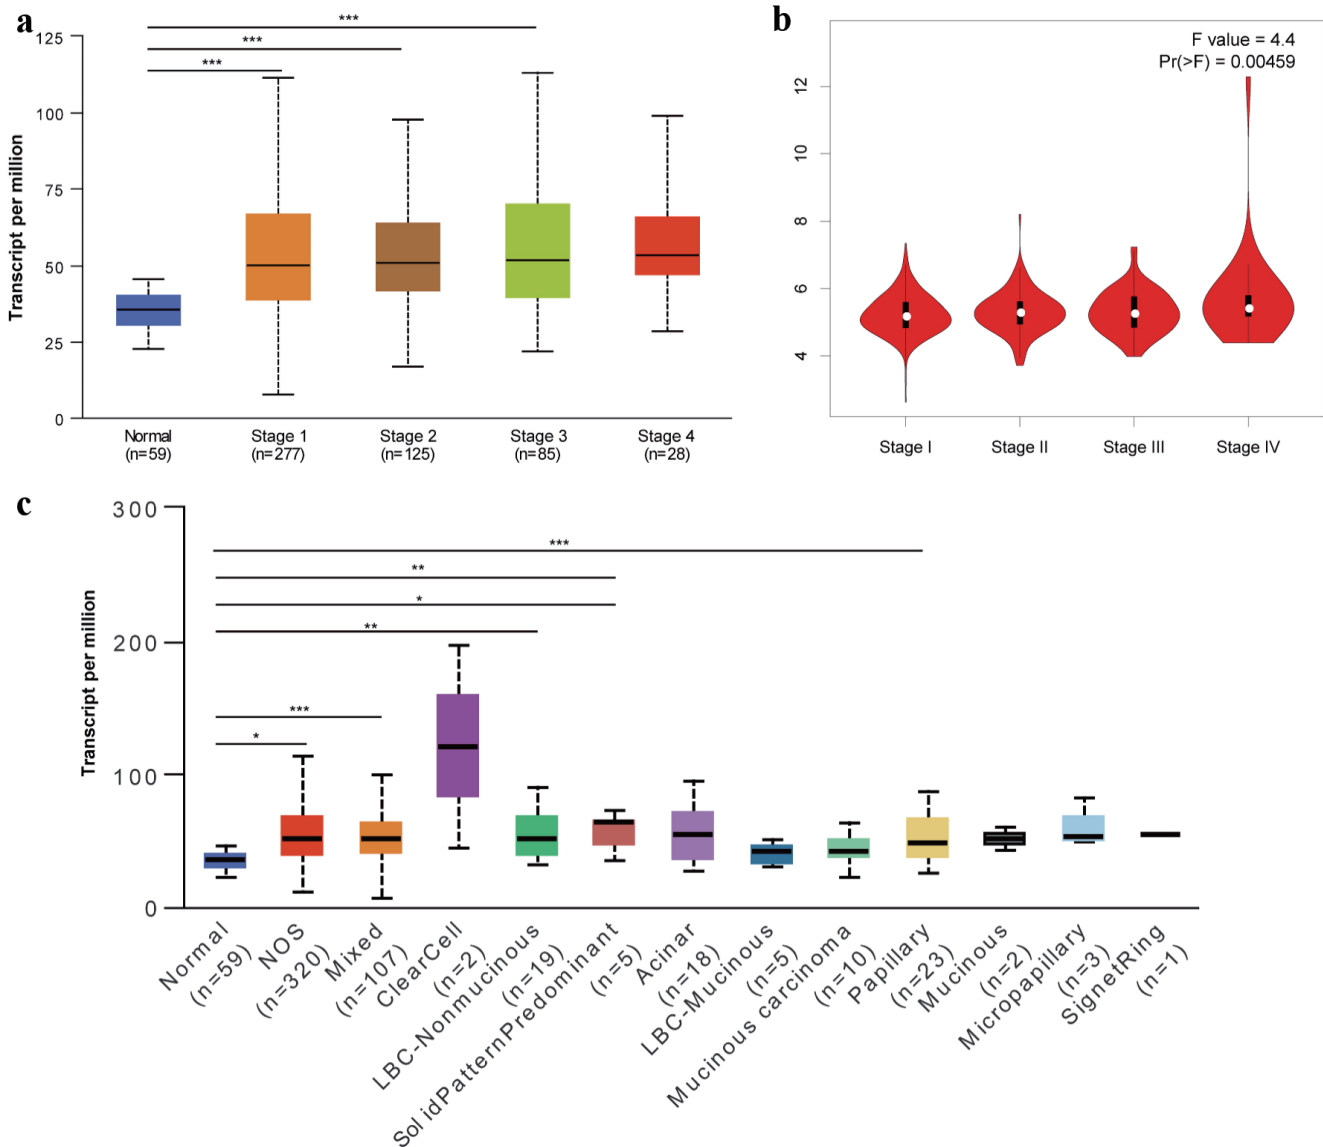 a
***
***
***
125
100
75
50
25
0
Transcript per million
Normal
(n=59)
Stage 1
(n=277)
Stage 2
(n=125)
Stage 3
(n=85)
Stage 4
(n=28)
b
F value = 4.4
Pr(>F) = 0.00459
12
10
8
6
4
Stage I
Stage II
Stage III
Stage IV
c
300
200
100
0
Transcript per million
***
**
*
**
***
*
Normal
(n=59)
NOS
(n=320)
Mixed
(n=107)
ClearCell
(n=2)
LBC-Nonmucinous
(n=19)
SolidPatternPredominant
(n=5)
Acinar
(n=18)
LBC-Mucinous
(n=5)
Mucinous carcinoma
(n=10)
Papillary
(n=23)
Mucinous
(n=2)
Micropapillary
(n=3)
SignetRing
(n=1)